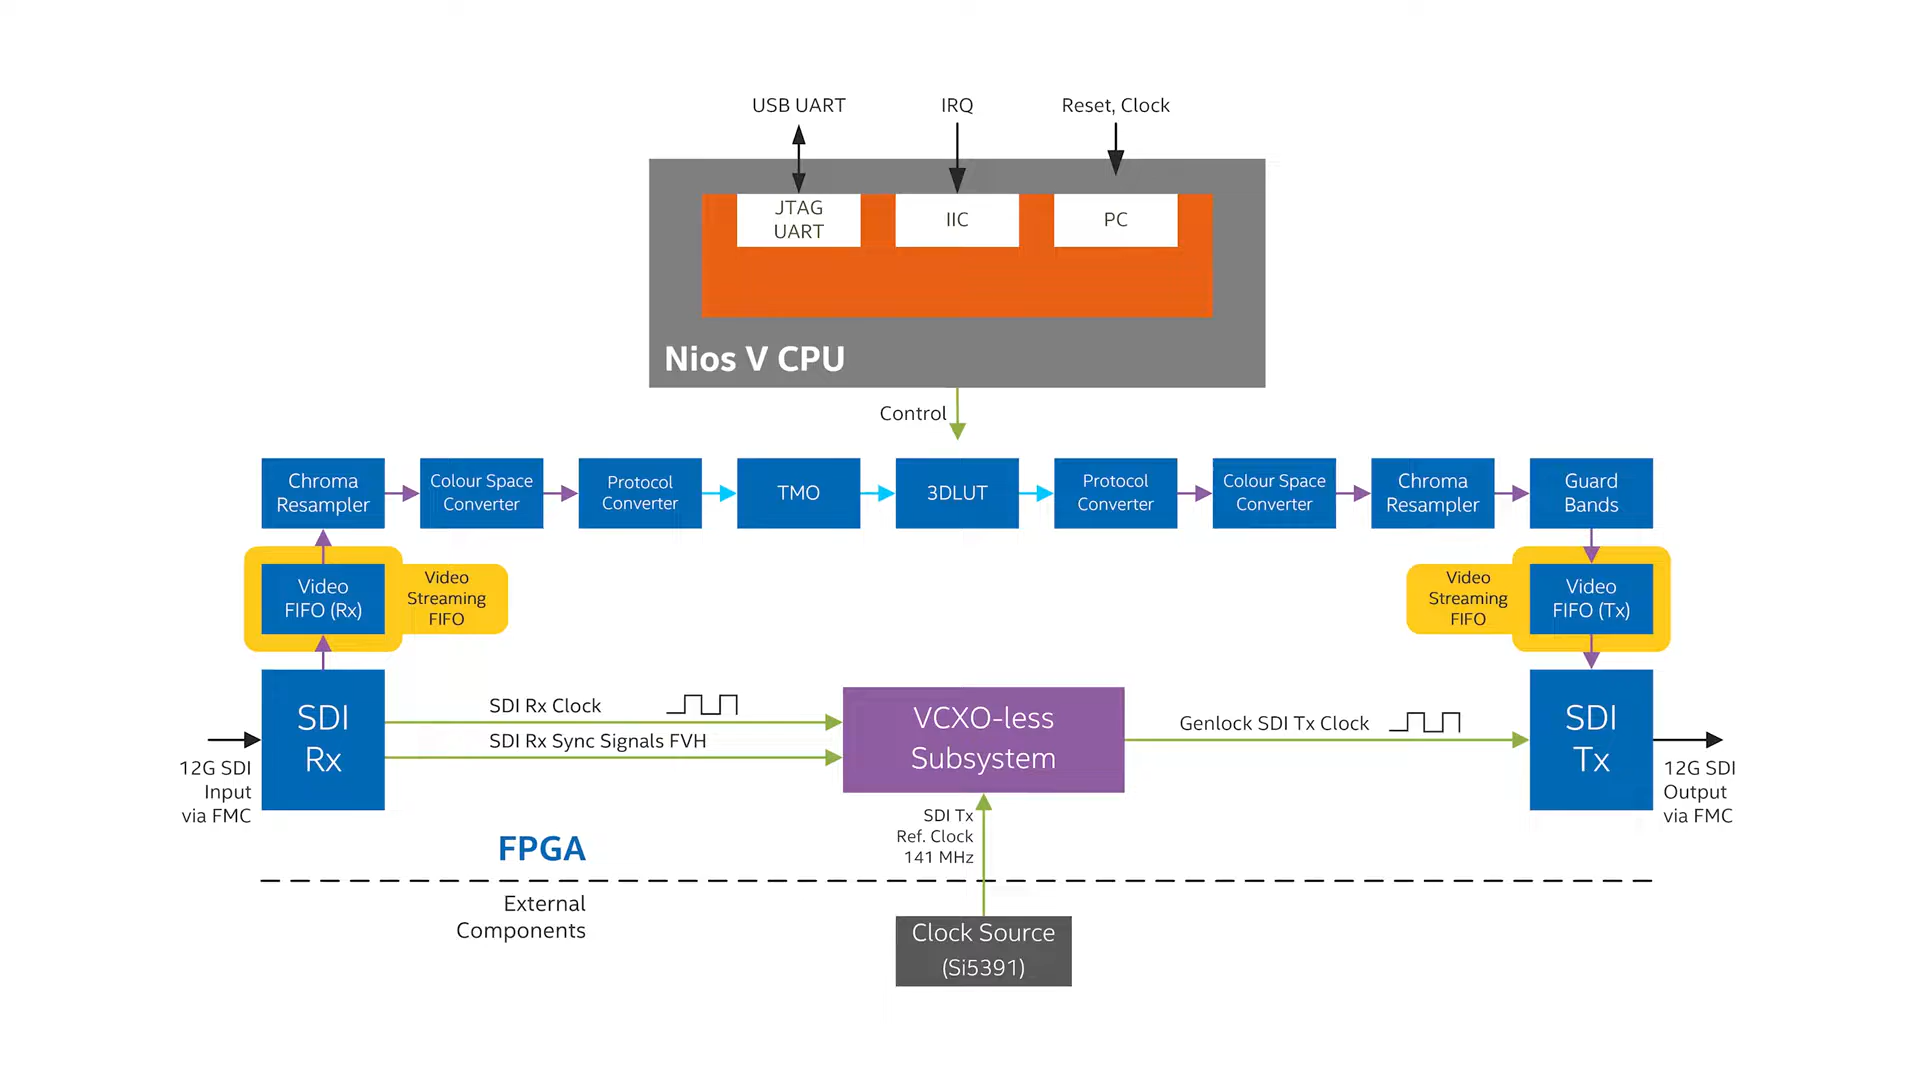 USB UART
IRQ
Reset, Clock
JTAG
UART
IIC
PC
Nios V CPU
Control
Chroma
Resampler
Colour Space
Converter
Protocol
Converter
TMO
3DLUT
Protocol
Converter
Colour Space
Converter
Chroma
Resampler
Guard
Bands
Video
FIFO (Rx)
Video
Streaming
FIFO
Video
Streaming
FIFO
Video
FIFO (Tx)
SDI
Rx
SDI Rx Clock
SDI Rx Sync Signals FVH
VCXO-less
Subsystem
Genlock SDI Tx Clock
SDI
Tx
12G SDI
Input
via FMC
12G SDI
Output
via FMC
SDI Tx
Ref. Clock
141 MHz
FPGA
External
Components
Clock Source
(Si5391)